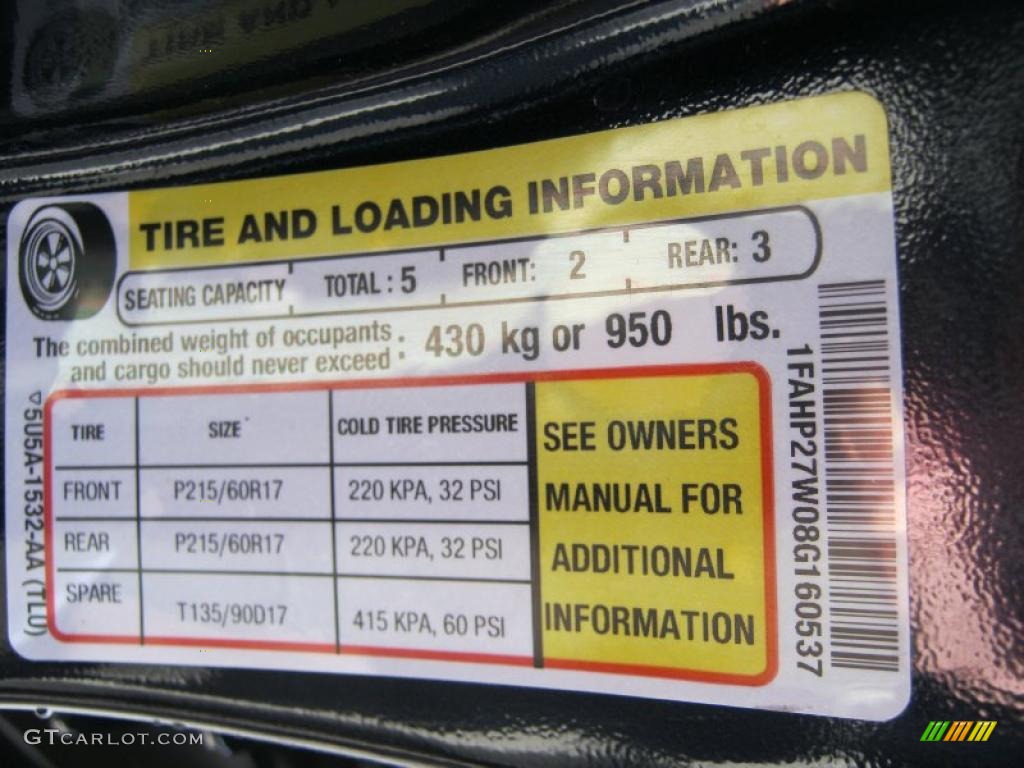 TIRE AND LOADING INFORMATION
SEATING CAPACITY TOTAL : 5 FRONT: 2 REAR: 3
The combined weight of occupants
and cargo should never exceed : 430 kg or 950 lbs.
TIRE SIZE COLD TIRE PRESSURE
FRONT P215/60R17 220 KPA, 32 PSI
REAR P215/60R17 220 KPA, 32 PSI
SPARE T135/90D17 415 KPA, 60 PSI
SEE OWNERS
MANUAL FOR
ADDITIONAL
INFORMATION
5U5A-1532-AA (TLU)
1FAHP27W08G160537
GTCARLOT.COM